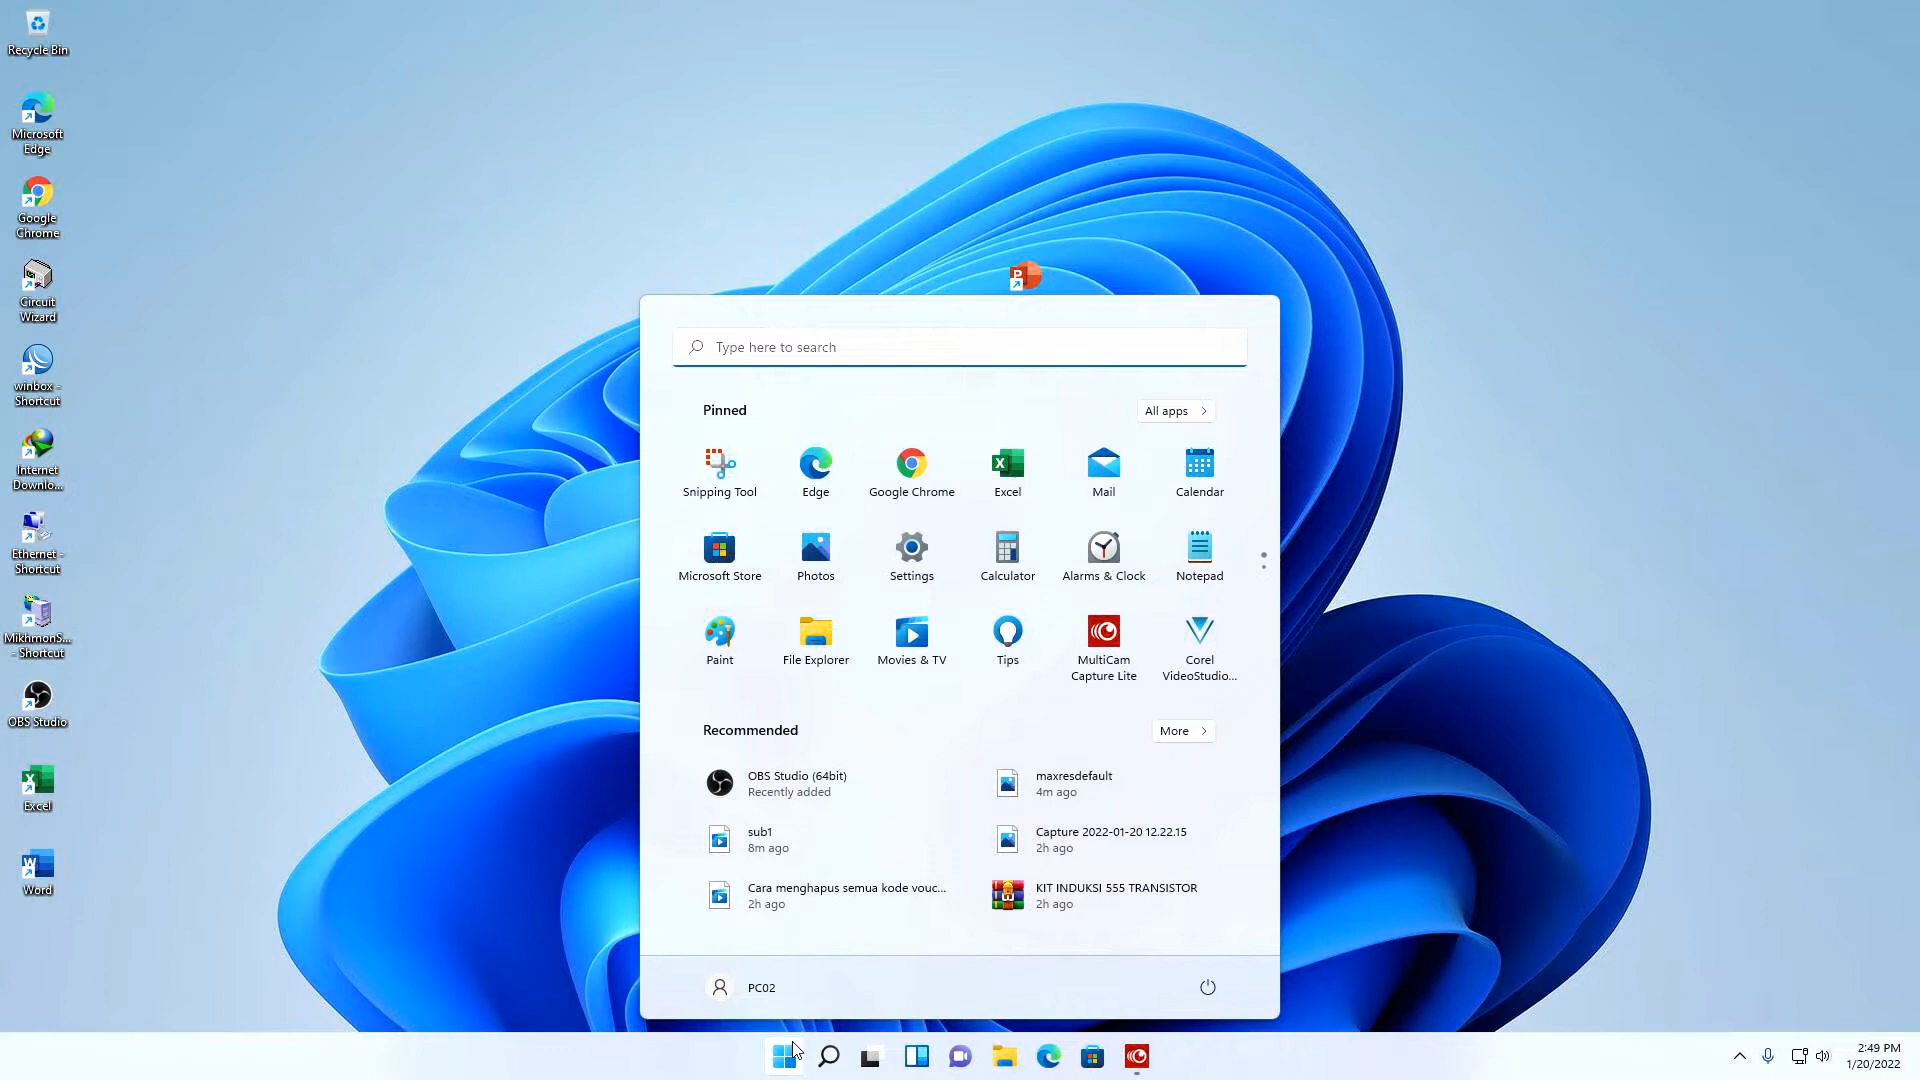 Recycle Bin
Microsoft
Edge
Google
Chrome
Circuit
Wizard
winbox -
Shortcut
Internet
Downlo...
Ethernet -
Shortcut
MikhmonS...
- Shortcut
OBS Studio
Excel
Word
Type here to search
Pinned
All apps
Snipping Tool
Edge
Google Chrome
Excel
Mail
Calendar
Microsoft Store
Photos
Settings
Calculator
Alarms & Clock
Notepad
Paint
File Explorer
Movies & TV
Tips
MultiCam
Capture Lite
Corel
VideoStudio...
Recommended
More
OBS Studio (64bit)
Recently added
maxresdefault
4m ago
sub1
8m ago
Capture 2022-01-20 12.22.15
2h ago
Cara menghapus semua kode vouc...
2h ago
KIT INDUKSI 555 TRANSISTOR
2h ago
PC02
2:49 PM
1/20/2022